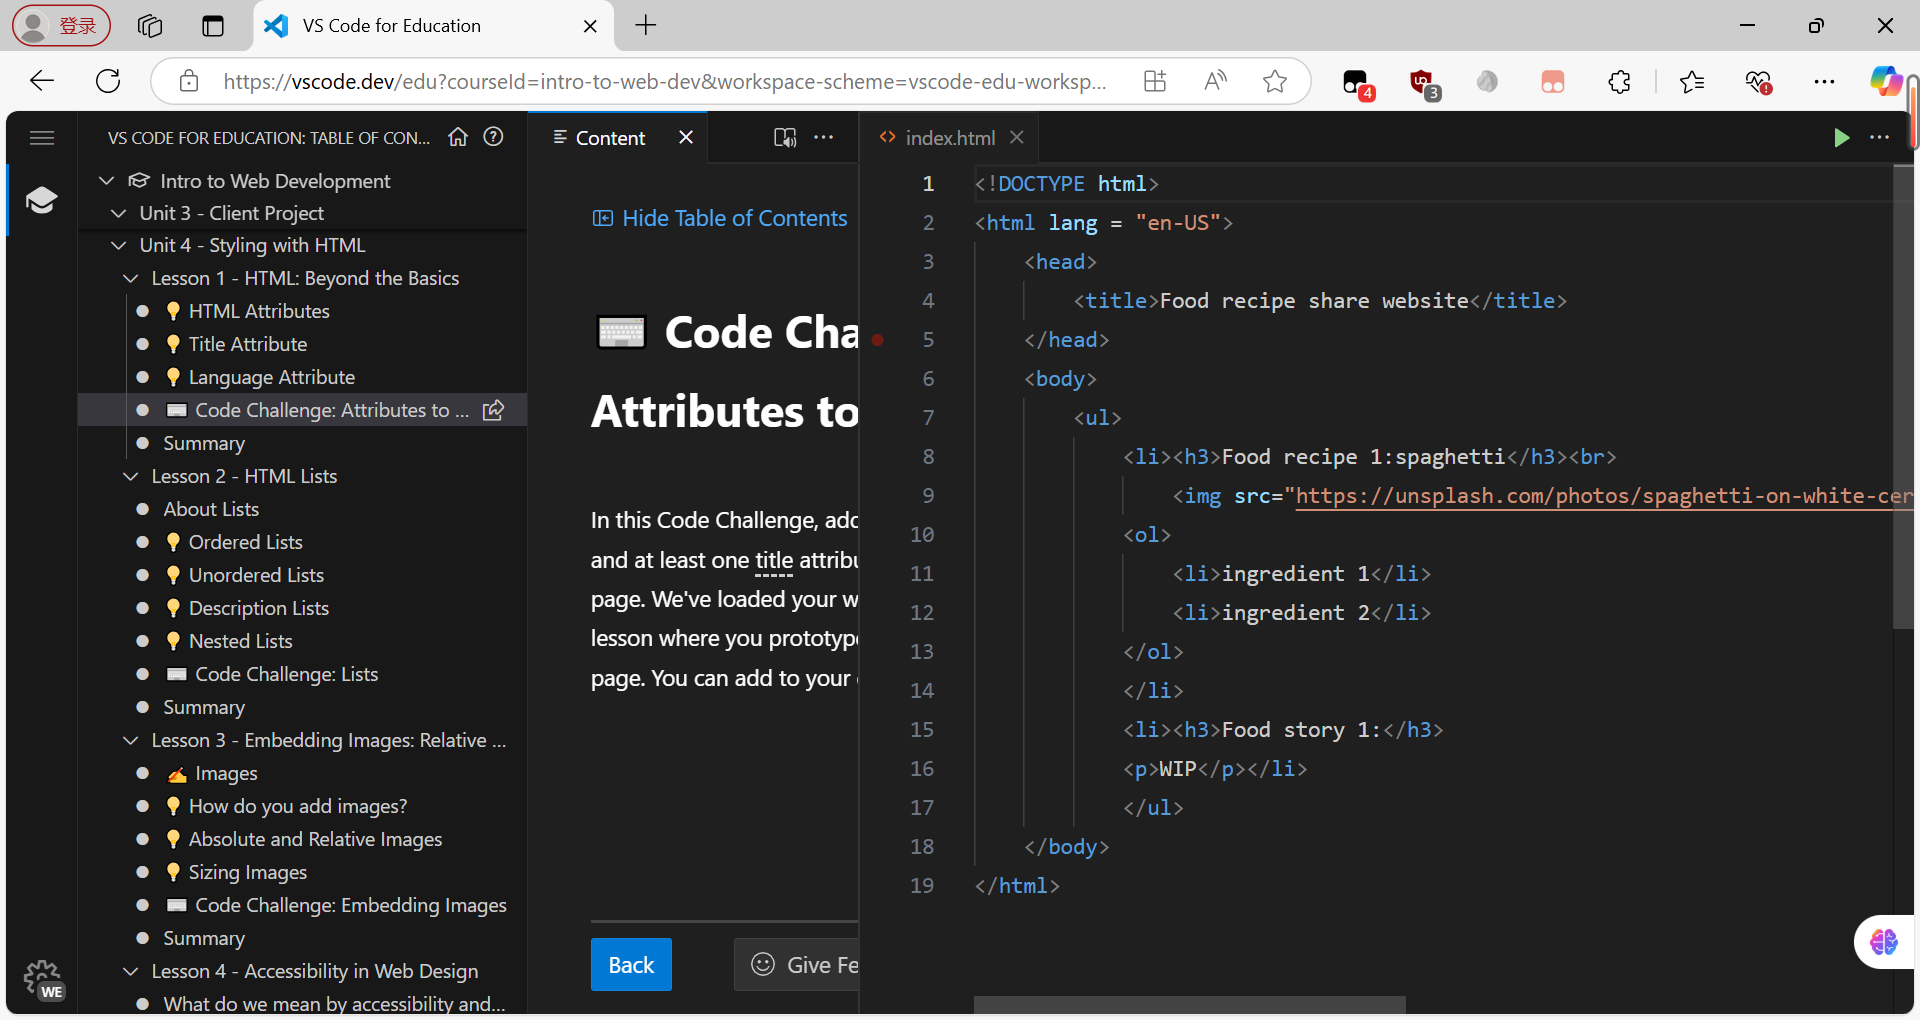 登录
VS Code for Education
https://vscode.dev/edu?courseId=intro-to-web-dev&workspace-scheme=vscode-edu-worksp...
4
3
VS CODE FOR EDUCATION: TABLE OF CON...
Intro to Web Development
Unit 3 - Client Project
Unit 4 - Styling with HTML
Lesson 1 - HTML: Beyond the Basics
HTML Attributes
Title Attribute
Language Attribute
Code Challenge: Attributes to ...
Summary
Lesson 2 - HTML Lists
About Lists
Ordered Lists
Unordered Lists
Description Lists
Nested Lists
Code Challenge: Lists
Summary
Lesson 3 - Embedding Images: Relative ...
Images
How do you add images?
Absolute and Relative Images
Sizing Images
Code Challenge: Embedding Images
Summary
Lesson 4 - Accessibility in Web Design
What do we mean by accessibility and...
WE
Content
Hide Table of Contents
Code Cha
Attributes to
In this Code Challenge, add
and at least one title attribu
page. We've loaded your w
lesson where you prototype
page. You can add to your
Back
Give Fe
index.html
1 <!DOCTYPE html>
2 <html lang = "en-US">
3 <head>
4 <title>Food recipe share website</title>
5 </head>
6 <body>
7 <ul>
8 <li><h3>Food recipe 1:spaghetti</h3><br>
9 <img src="https://unsplash.com/photos/spaghetti-on-white-cer
10 <ol>
11 <li>ingredient 1</li>
12 <li>ingredient 2</li>
13 </ol>
14 </li>
15 <li><h3>Food story 1:</h3>
16 <p>WIP</p></li>
17 </ul>
18 </body>
19 </html>